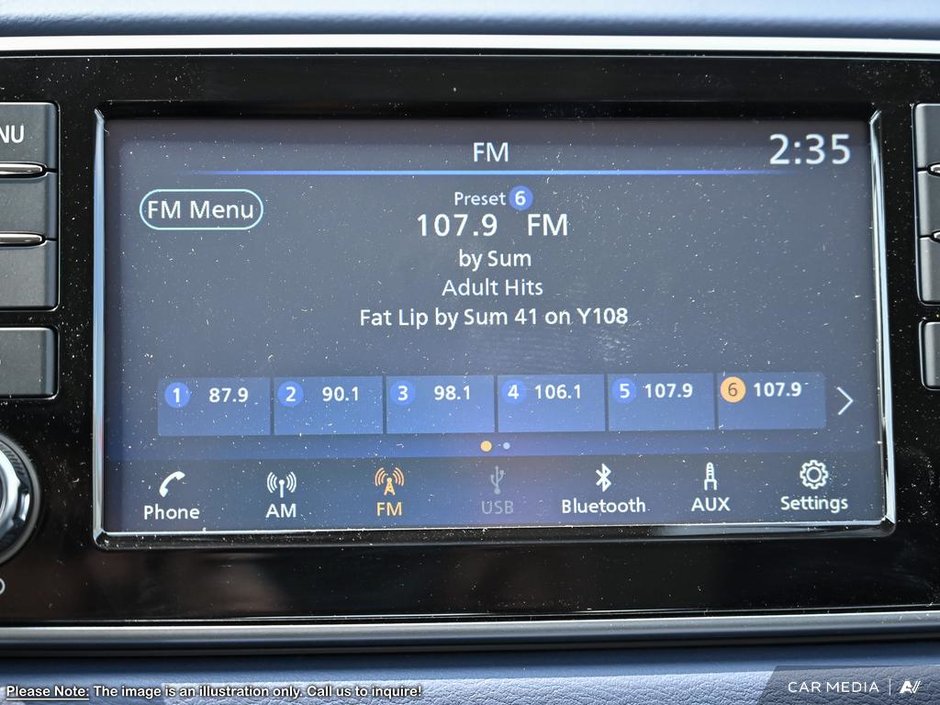 NU
FM
2:35
FM Menu
Preset 6
107.9 FM
by Sum
Adult Hits
Fat Lip by Sum 41 on Y108
1 87.9 2 90.1 3 98.1 4 106.1 5 107.9 6 107.9
Phone AM FM USB Bluetooth AUX Settings
Please Note: The image is an illustration only. Call us to inquire!
CAR MEDIA